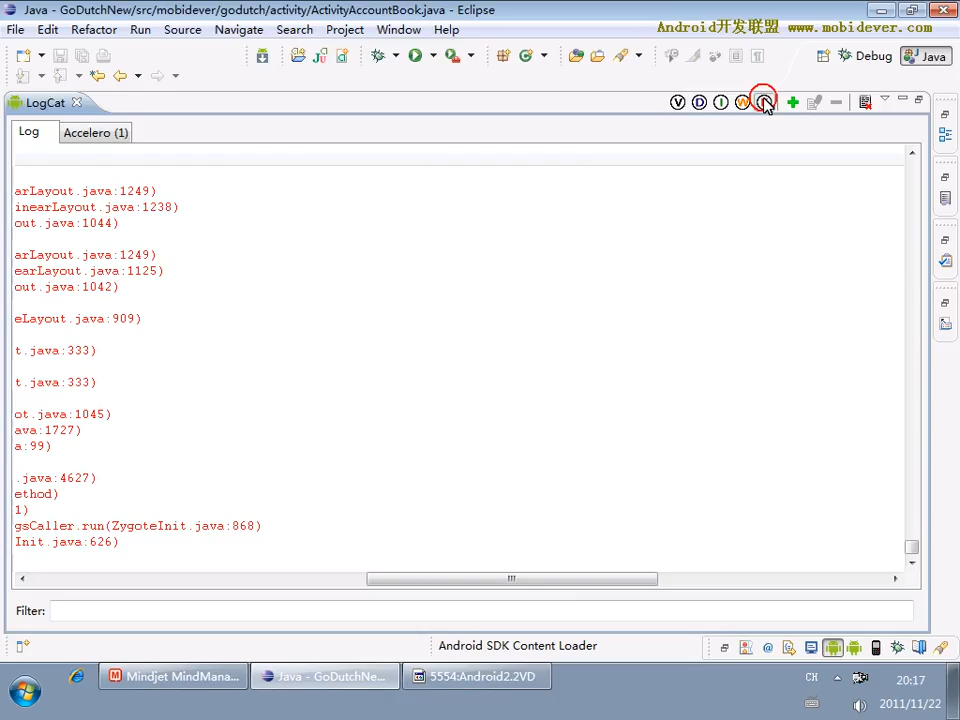 Java - GoDutchNew/src/mobidever/godutch/activity/ActivityAccountBook.java - Eclipse
File Edit Refactor Run Source Navigate Search Project Window Help
Android开发联盟 www.mobidever.com
Debug Java
LogCat
V D I W
Log Accelero (1)
arLayout.java:1249)
inearLayout.java:1238)
out.java:1044)
arLayout.java:1249)
earLayout.java:1125)
out.java:1042)
eLayout.java:909)
t.java:333)
t.java:333)
ot.java:1045)
ava:1727)
a:99)
.java:4627)
ethod)
1)
gsCaller.run(ZygoteInit.java:868)
Init.java:626)
Filter:
Android SDK Content Loader
Mindjet MindMana... Java - GoDutchNe... 5554:Android2.2VD
CH 20:17
2011/11/22